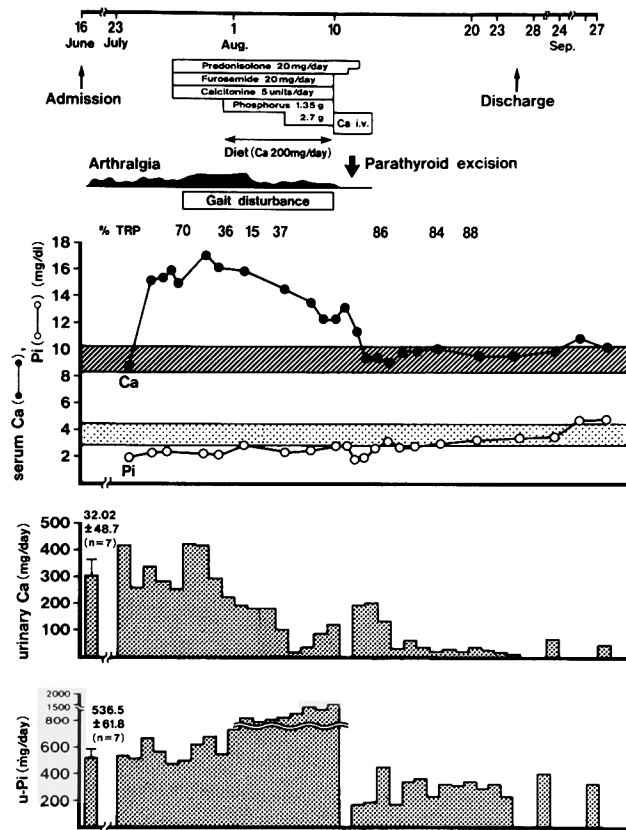 16 23 1 10 20 23 28 24 27
June July Aug. Sep.
Predonisolone 20 mg/day
Furosemide 20 mg/day
Calcitonine 5 units/day
Phosphorus 1.35 g
2.7 g
Ca i.v.
Admission
Discharge
Diet (Ca 200mg/day)
Arthralgia
Parathyroid excision
Gait disturbance
% TRP 70 36 15 37 86 84 88
serum Ca (●—●),
Pi (○—○) (mg/dl)
18
16
14
12
10
8
6
4
2
Ca
Pi
urinary Ca (mg/day)
500
400
300
200
100
32.02
±48.7
(n=7)
u-Pi (mg/day)
2000
1500
800
600
400
200
536.5
±61.8
(n=7)